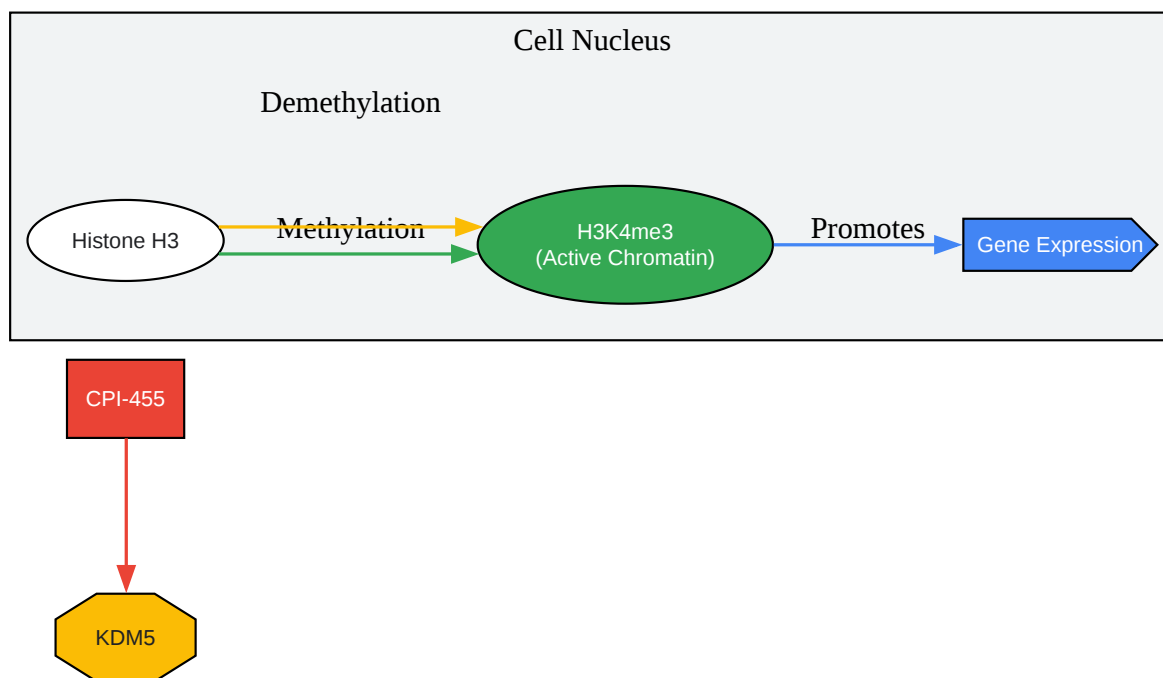 Cell Nucleus
Demethylation
Histone H3
Methylation
H3K4me3
(Active Chromatin)
Promotes
Gene Expression
CPI-455
KDM5